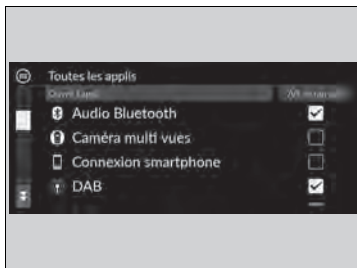 Toutes les applis
Audio Bluetooth
Caméra multi vues
Connexion smartphone
DAB